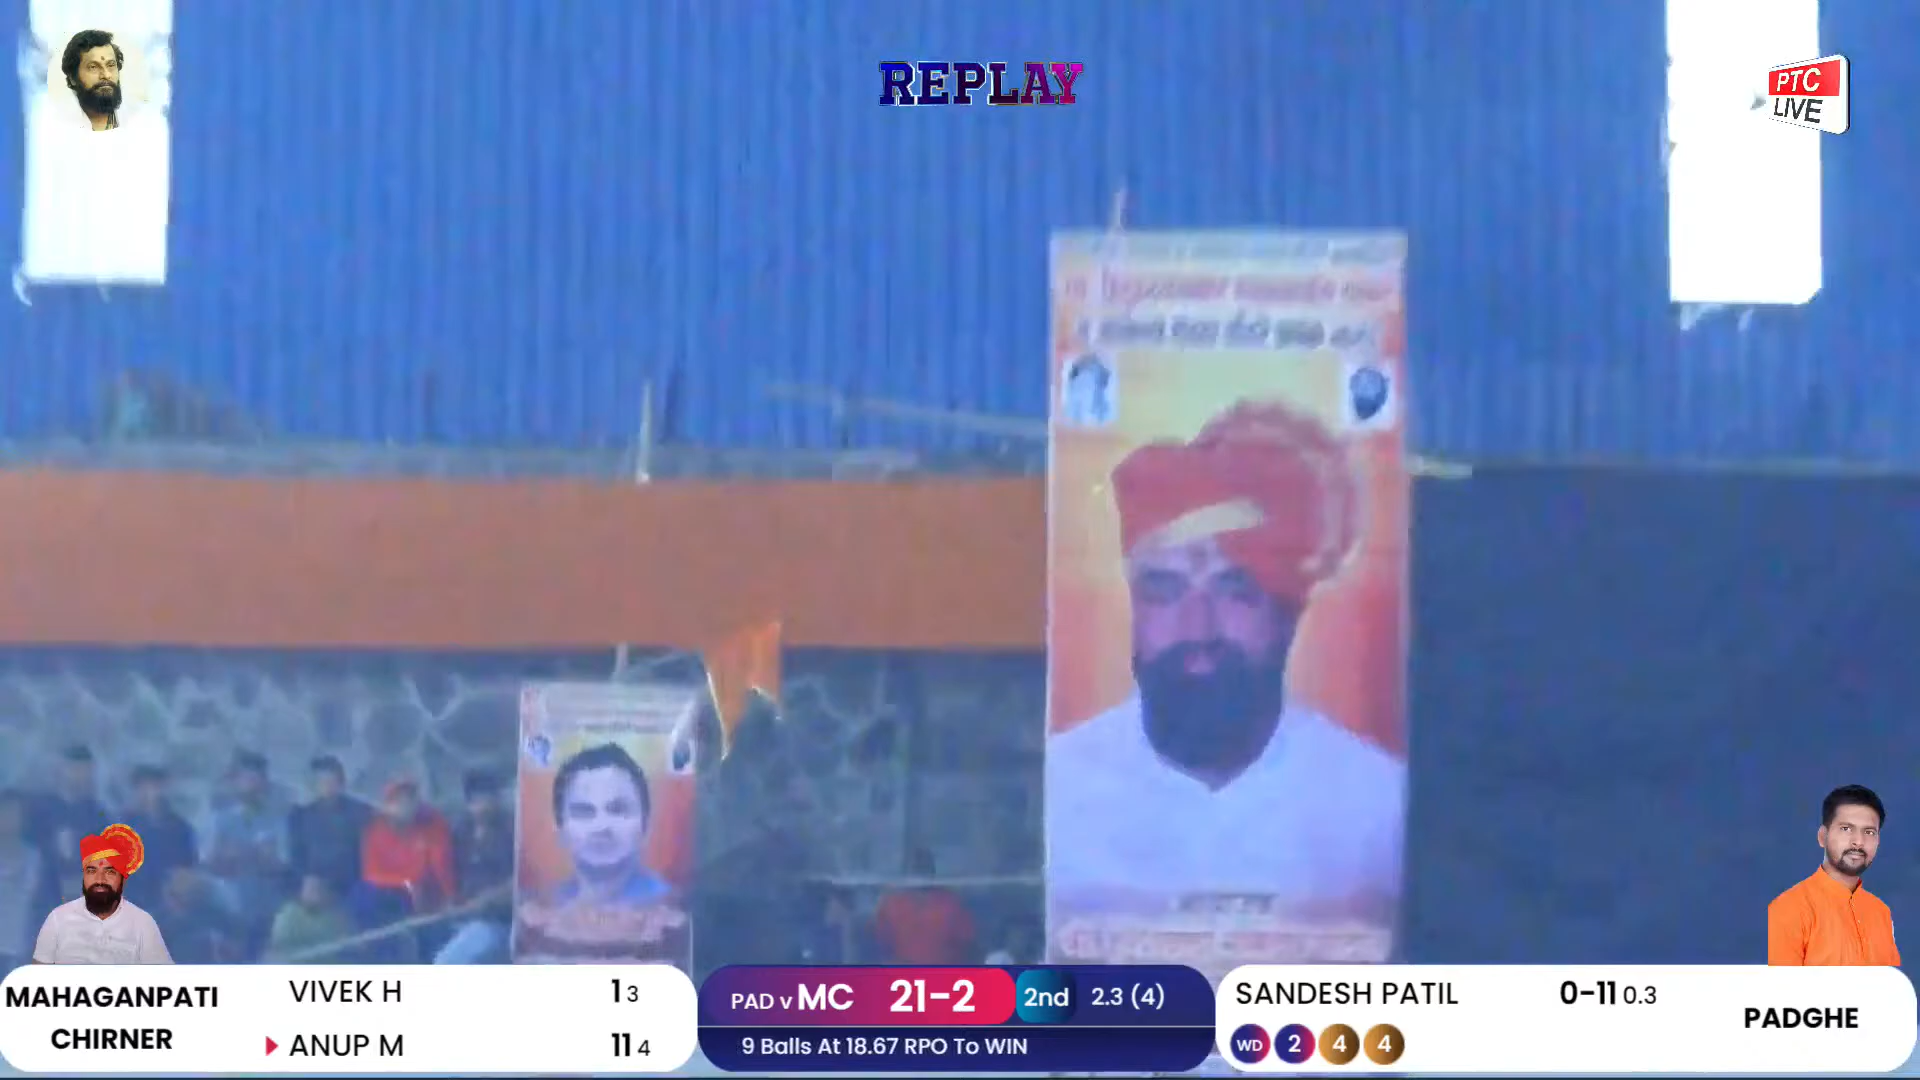 REPLAY
PTC
LIVE
MAHAGANPATI
CHIRNER
VIVEK H 1 3
ANUP M 11 4
PAD v MC 21-2 2nd 2.3 (4)
9 Balls At 18.67 RPO To WIN
SANDESH PATIL 0-11 0.3
WD 2 4 4
PADGHE